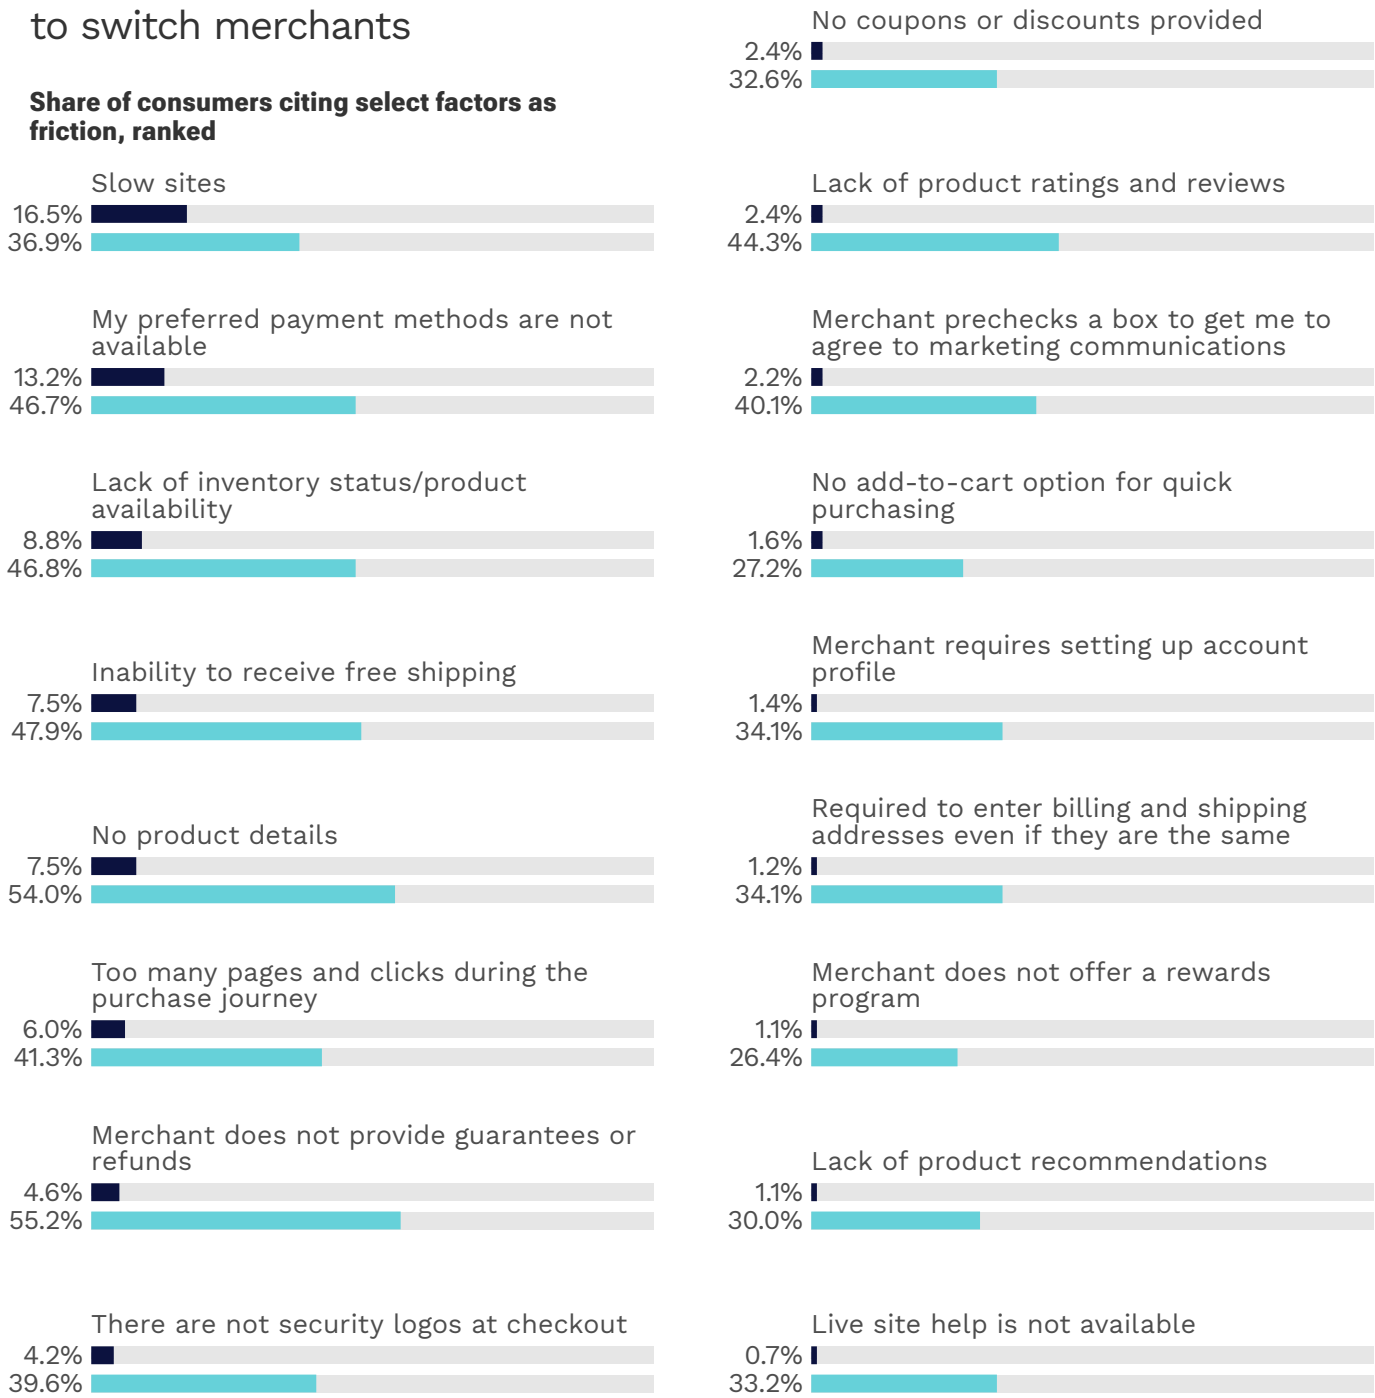 to switch merchants
Share of consumers citing select factors as
friction, ranked
Slow sites
16.5%
36.9%
My preferred payment methods are not
available
13.2%
46.7%
Lack of inventory status/product
availability
8.8%
46.8%
Inability to receive free shipping
7.5%
47.9%
No product details
7.5%
54.0%
Too many pages and clicks during the
purchase journey
6.0%
41.3%
Merchant does not provide guarantees or
refunds
4.6%
55.2%
There are not security logos at checkout
4.2%
39.6%
No coupons or discounts provided
2.4%
32.6%
Lack of product ratings and reviews
2.4%
44.3%
Merchant prechecks a box to get me to
agree to marketing communications
2.2%
40.1%
No add-to-cart option for quick
purchasing
1.6%
27.2%
Merchant requires setting up account
profile
1.4%
34.1%
Required to enter billing and shipping
addresses even if they are the same
1.2%
34.1%
Merchant does not offer a rewards
program
1.1%
26.4%
Lack of product recommendations
1.1%
30.0%
Live site help is not available
0.7%
33.2%